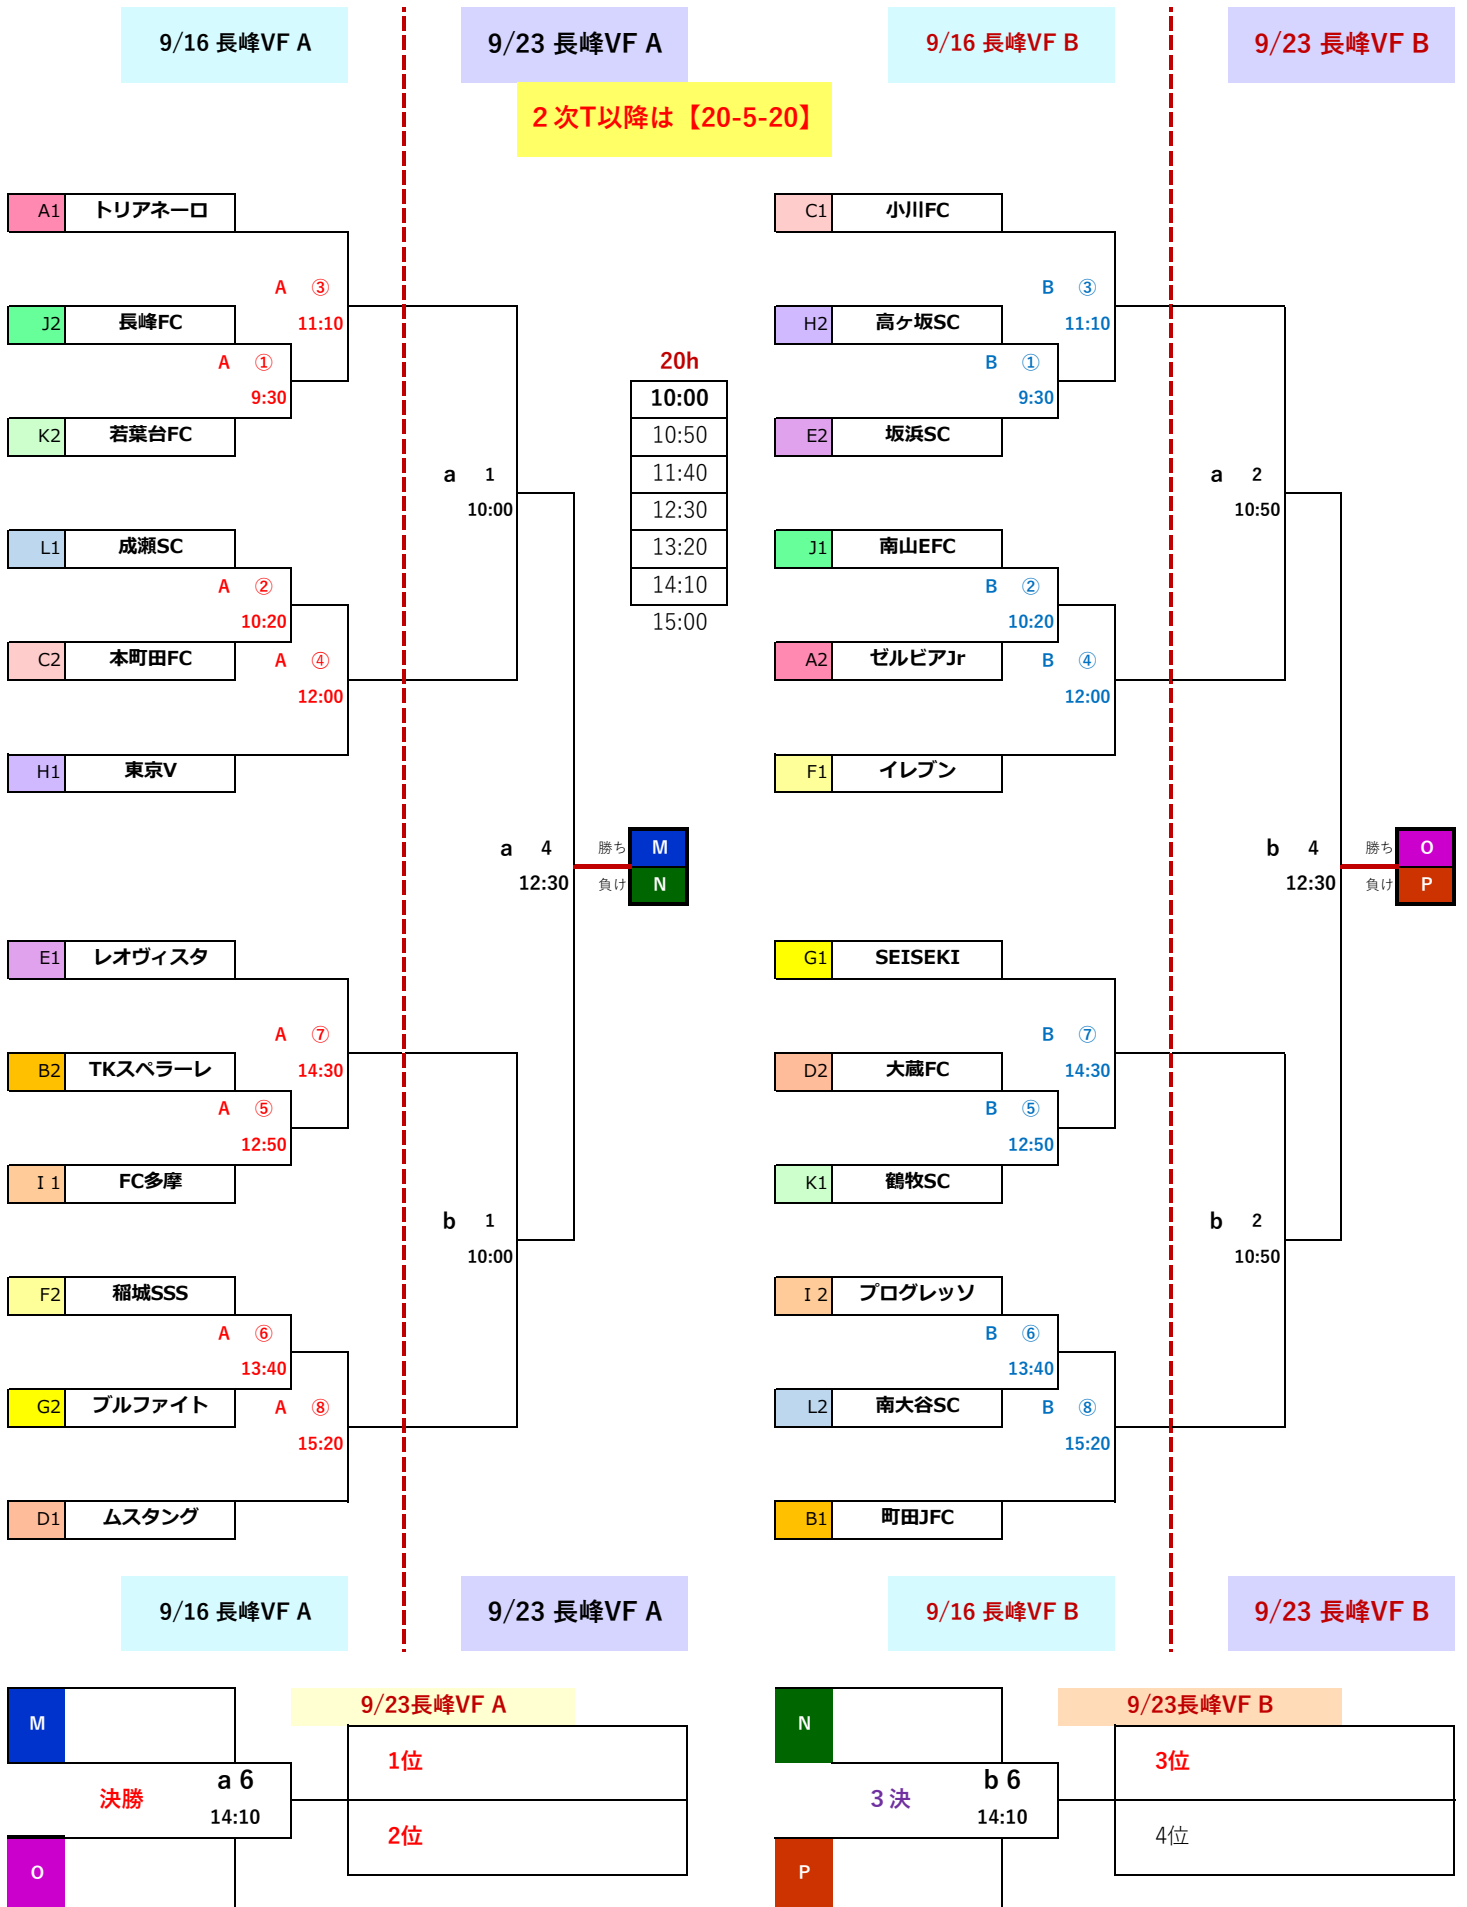 9/16 長峰VF A
9/23 長峰VF A
9/16 長峰VF B
9/23 長峰VF B
２次T以降は【20-5-20】
A1 トリアネーロ
A ③
11:10
J2 長峰FC
A ①
9:30
K2 若葉台FC
a 1
10:00
L1 成瀬SC
A ②
10:20
C2 本町田FC
A ④
12:00
H1 東京V
20h
10:00
10:50
11:40
12:30
13:20
14:10
15:00
a 4
12:30
勝ち M
負け N
E1 レオヴィスタ
A ⑦
14:30
B2 TKスペラーレ
A ⑤
12:50
I 1 FC多摩
b 1
10:00
F2 稲城SSS
A ⑥
13:40
G2 ブルファイト
A ⑧
15:20
D1 ムスタング
C1 小川FC
B ③
11:10
H2 高ヶ坂SC
B ①
9:30
E2 坂浜SC
a 2
10:50
J1 南山EFC
B ②
10:20
A2 ゼルビアJr
B ④
12:00
F1 イレブン
b 4
12:30
勝ち O
負け P
G1 SEISEKI
B ⑦
14:30
D2 大蔵FC
B ⑤
12:50
K1 鶴牧SC
b 2
10:50
I 2 プログレッソ
B ⑥
13:40
L2 南大谷SC
B ⑧
15:20
B1 町田JFC
9/16 長峰VF A
9/23 長峰VF A
9/16 長峰VF B
9/23 長峰VF B
M
決勝 a 6
14:10
O
9/23長峰VF A
1位
2位
N
３決 b 6
14:10
P
9/23長峰VF B
3位
4位